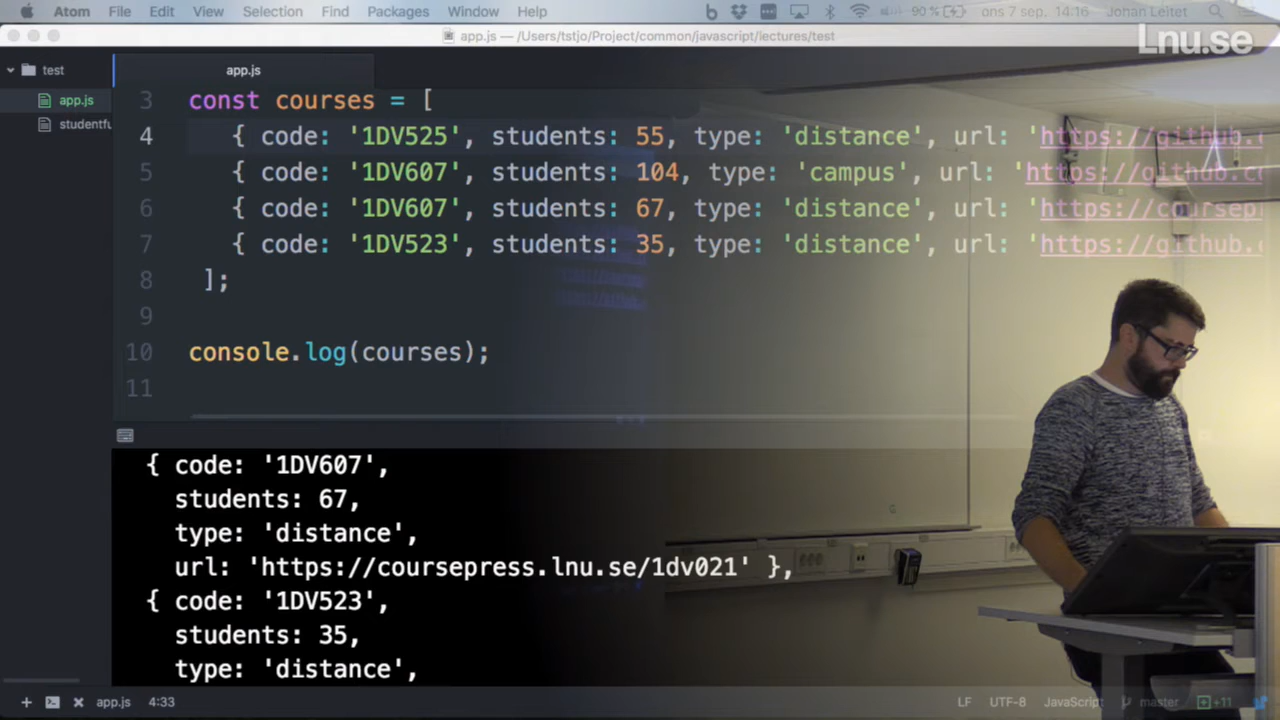 Atom File Edit View Selection Find Packages Window Help 90 % ons 7 sep. 14:16 Johan Leitet
app.js — /Users/tstjo/Project/common/javascript/lectures/test
Lnu.se
test
app.js
app.js
studentfu
3 const courses = [
4 { code: '1DV525', students: 55, type: 'distance', url: 'https://github.
5 { code: '1DV607', students: 104, type: 'campus', url: 'https://github.co
6 { code: '1DV607', students: 67, type: 'distance', url: 'https://coursep
7 { code: '1DV523', students: 35, type: 'distance', url: 'https://github.
8 ];
9
10 console.log(courses);
11
{ code: '1DV607',
students: 67,
type: 'distance',
url: 'https://coursepress.lnu.se/1dv021' },
{ code: '1DV523',
students: 35,
type: 'distance',
app.js 4:33 LF UTF-8 JavaScript master +11